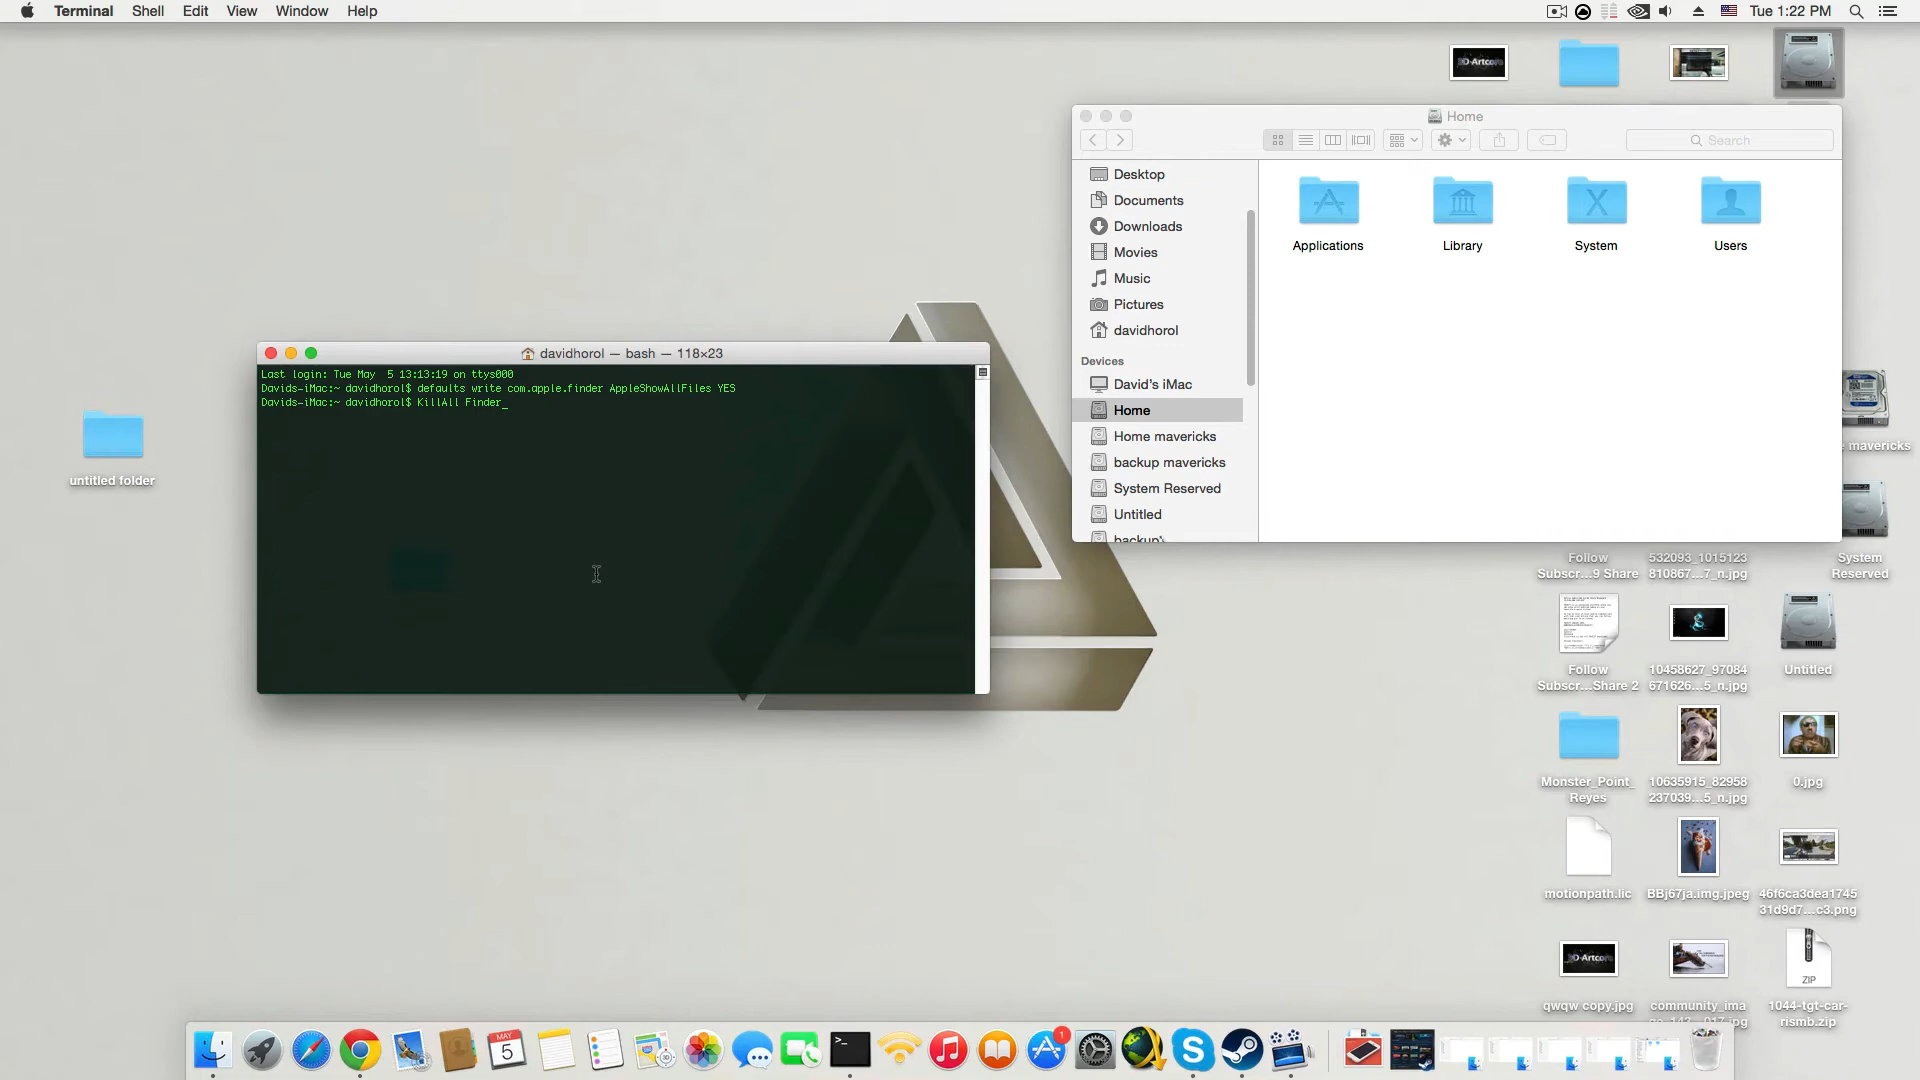 Terminal Shell Edit View Window Help
Tue 1:22 PM
Home
Search
Desktop
Documents
Downloads
Movies
Music
Pictures
davidhorol
Devices
David's iMac
Home
Home mavericks
backup mavericks
System Reserved
Untitled
backup
Applications
Library
System
Users
davidhorol — bash — 118×23
Last login: Tue May  5 13:13:19 on ttys000
Davids-iMac:~ davidhorol$ defaults write com.apple.finder AppleShowAllFiles YES
Davids-iMac:~ davidhorol$ KillAll Finder_
untitled folder
e mavericks
System
Reserved
Follow
Subscr...9 Share
532093_1015123
810867...7_n.jpg
Follow
Subscr...Share 2
10458627_97084
671626...5_n.jpg
Untitled
Monster_Point_
Reyes
10635915_82958
237039...5_n.jpg
0.jpg
motionpath.lic
BBj67ja.img.jpeg
46f6ca3dea1745
31d9d7...c3.png
qwqw copy.jpg
community_ima
1044-tgt-car-
rismb.zip
ZIP
MAY
5
1